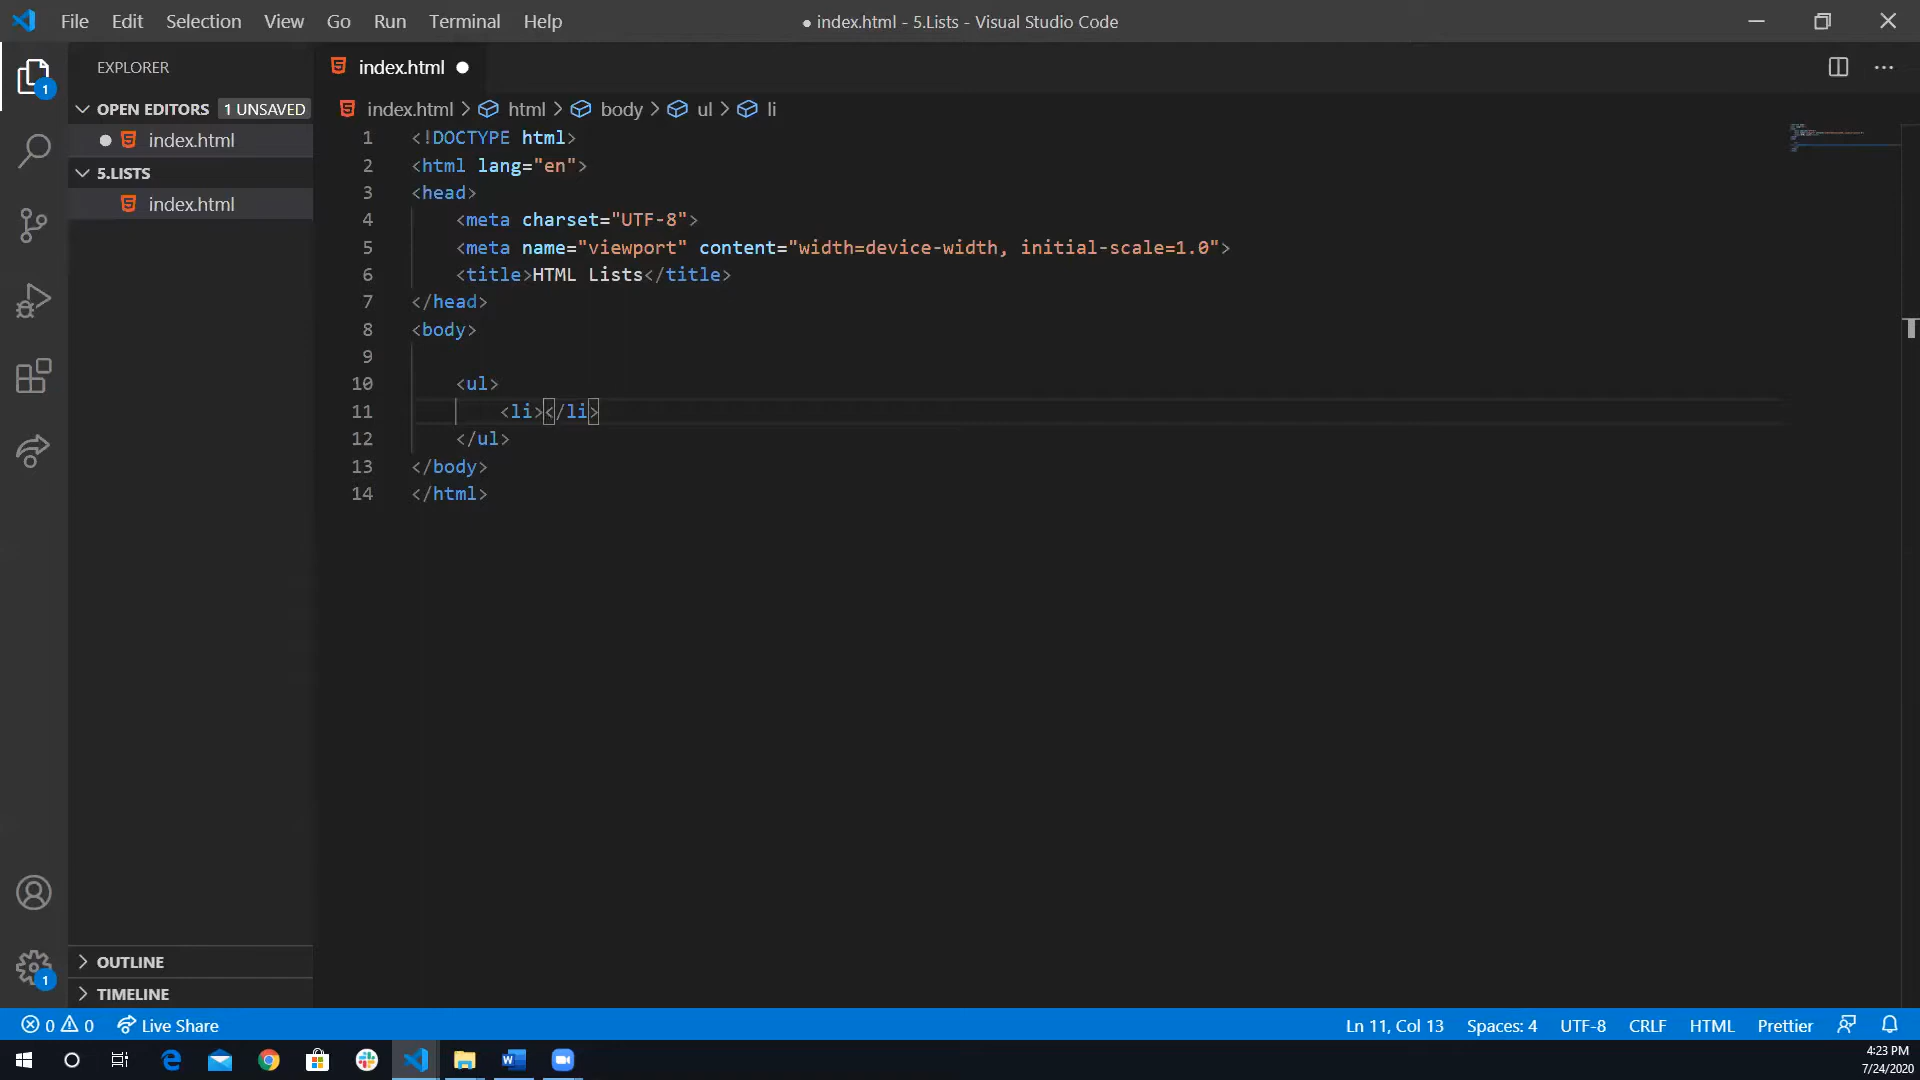 File Edit Selection View Go Run Terminal Help
● index.html - 5.Lists - Visual Studio Code
EXPLORER
OPEN EDITORS 1 UNSAVED
index.html
5.LISTS
index.html
OUTLINE
TIMELINE
index.html
index.html > html > body > ul > li
1 <!DOCTYPE html>
2 <html lang="en">
3 <head>
4 <meta charset="UTF-8">
5 <meta name="viewport" content="width=device-width, initial-scale=1.0">
6 <title>HTML Lists</title>
7 </head>
8 <body>
9
10 <ul>
11 <li></li>
12 </ul>
13 </body>
14 </html>
1
1
0 0 Live Share
Ln 11, Col 13 Spaces: 4 UTF-8 CRLF HTML Prettier
4:23 PM
7/24/2020